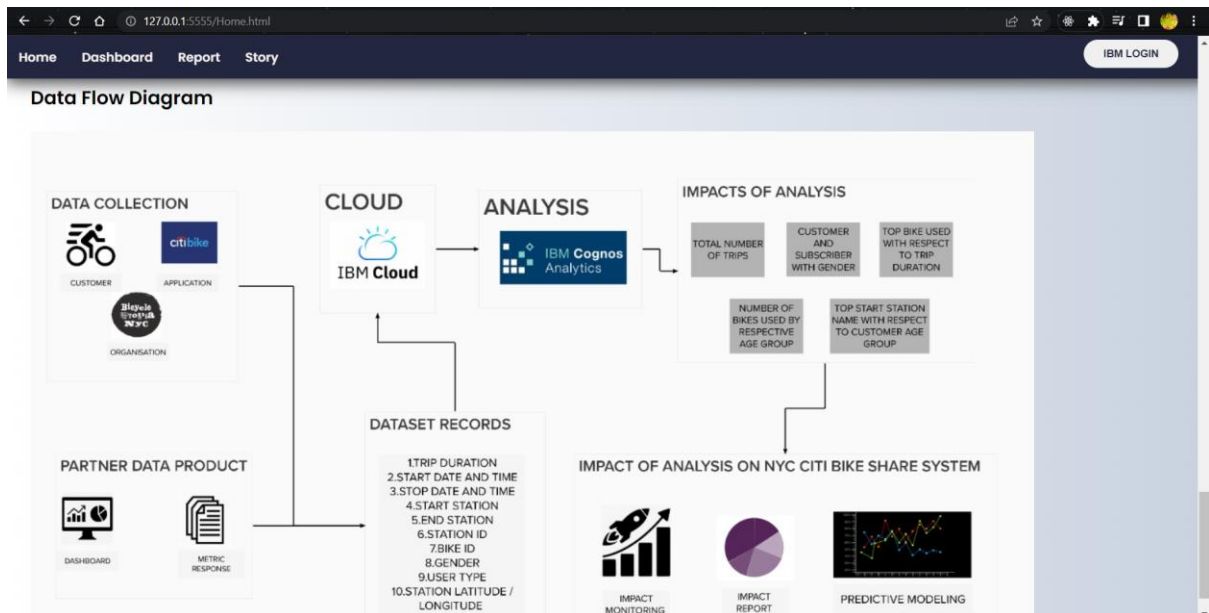 127.0.0.1:5555/Home.html
Home Dashboard Report Story
IBM LOGIN
Data Flow Diagram
DATA COLLECTION
citibike
CUSTOMER
APPLICATION
Bicycle
Utopia
NYC
ORGANISATION
CLOUD
IBM Cloud
ANALYSIS
IBM Cognos
Analytics
IMPACTS OF ANALYSIS
TOTAL NUMBER
OF TRIPS
CUSTOMER
AND
SUBSCRIBER
WITH GENDER
TOP BIKE USED
WITH RESPECT
TO TRIP
DURATION
NUMBER OF
BIKES USED BY
RESPECTIVE
AGE GROUP
TOP START STATION
NAME WITH RESPECT
TO CUSTOMER AGE
GROUP
PARTNER DATA PRODUCT
DASHBOARD
METRIC
RESPONSE
DATASET RECORDS
1.TRIP DURATION
2.START DATE AND TIME
3.STOP DATE AND TIME
4.START STATION
5.END STATION
6.STATION ID
7.BIKE ID
8.GENDER
9.USER TYPE
10.STATION LATITUDE /
LONGITUDE
IMPACT OF ANALYSIS ON NYC CITI BIKE SHARE SYSTEM
IMPACT
MONITORING
IMPACT
REPORT
PREDICTIVE MODELING